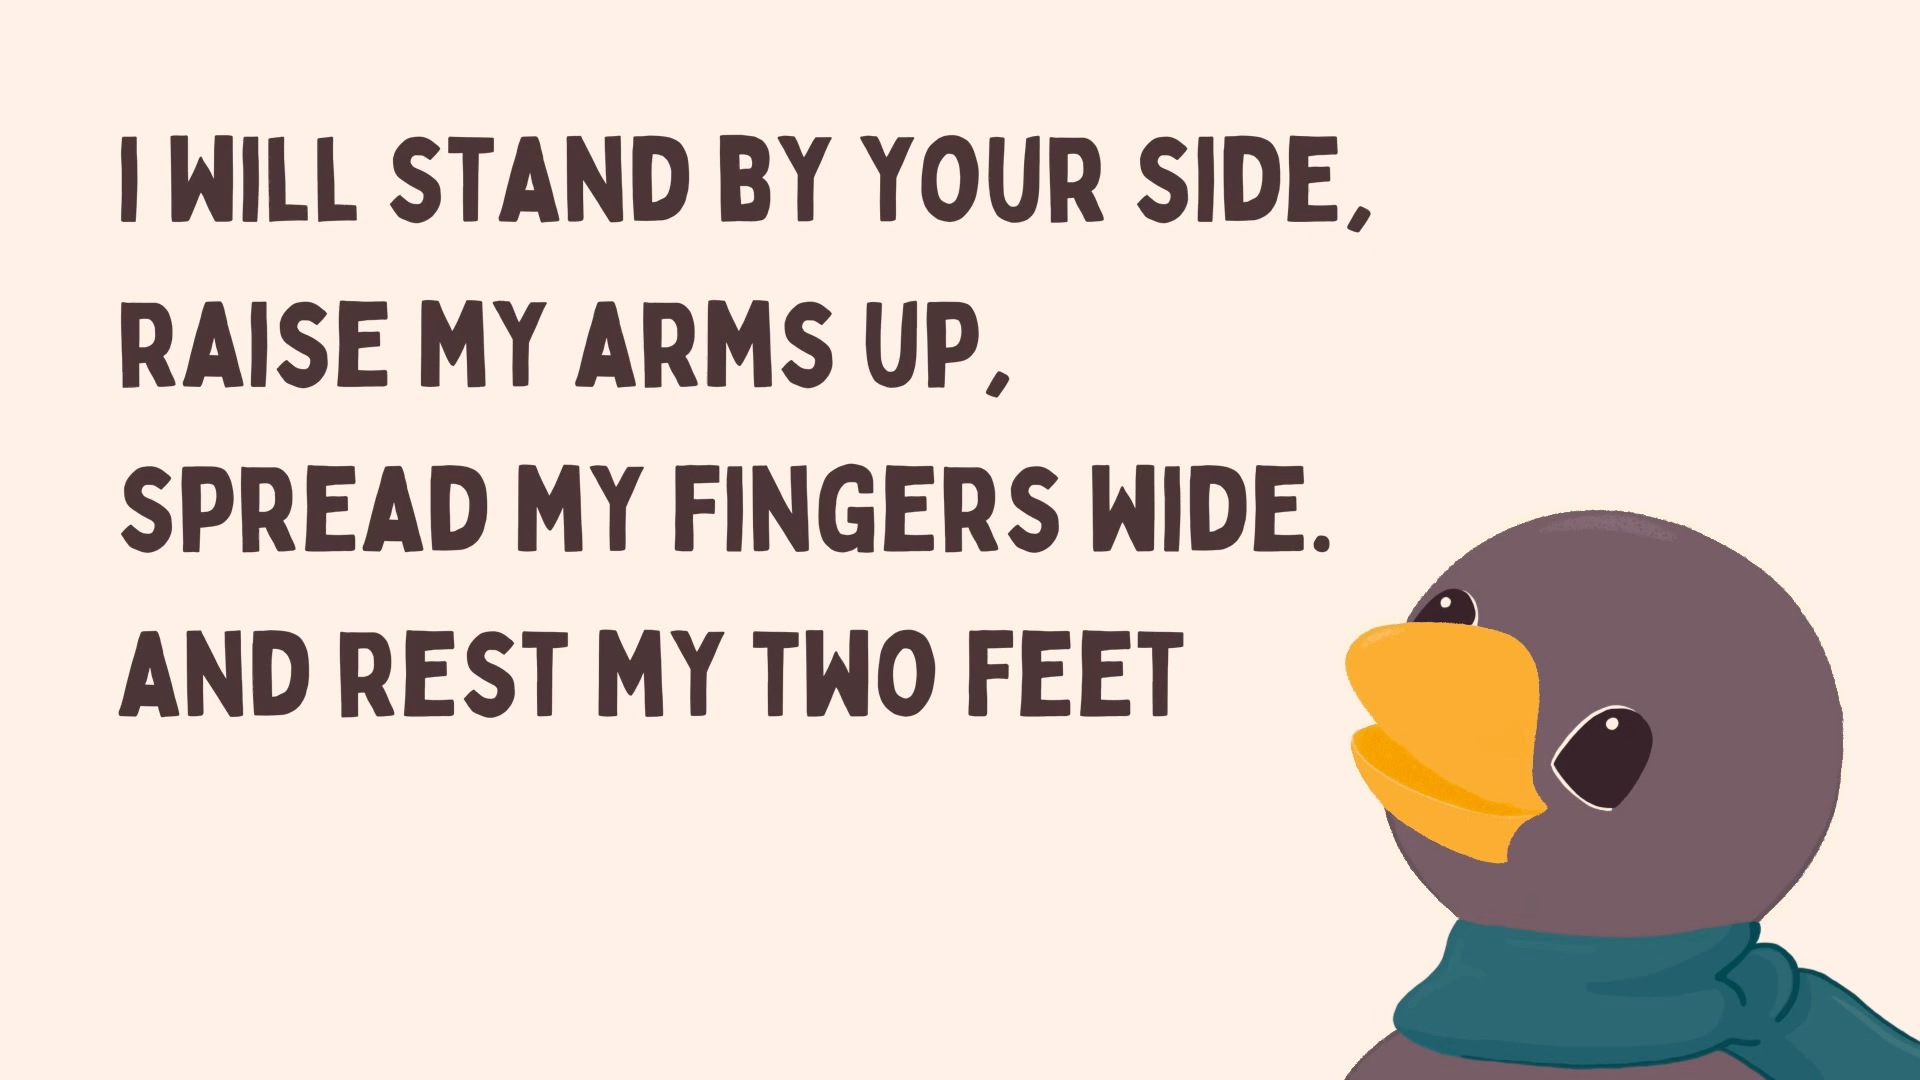 I WILL STAND BY YOUR SIDE,
RAISE MY ARMS UP,
SPREAD MY FINGERS WIDE.
AND REST MY TWO FEET